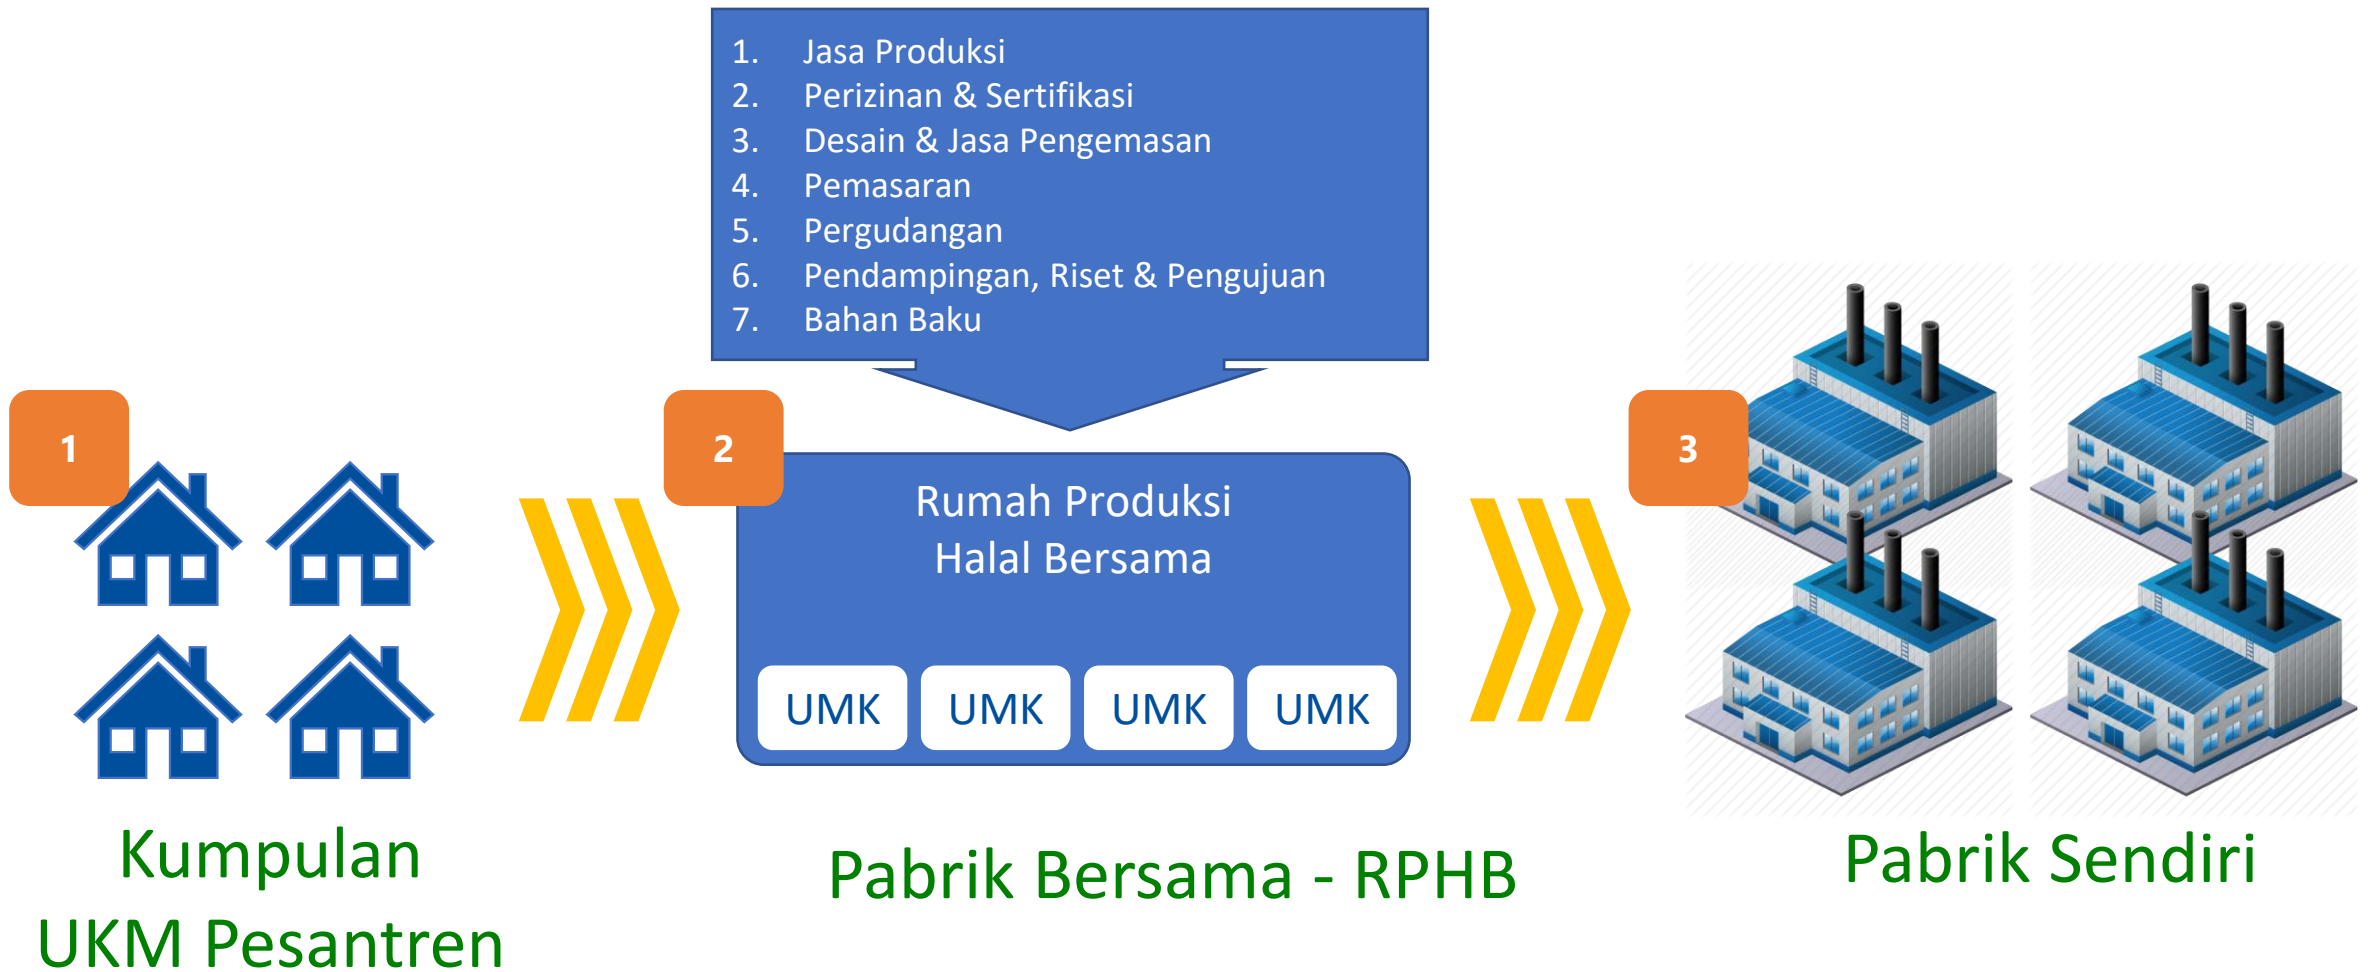 1. Jasa Produksi
2. Perizinan & Sertifikasi
3. Desain & Jasa Pengemasan
4. Pemasaran
5. Pergudangan
6. Pendampingan, Riset & Pengujuan
7. Bahan Baku
1
2
3
Rumah Produksi
Halal Bersama
UMK UMK UMK UMK
Kumpulan
UKM Pesantren
Pabrik Bersama - RPHB
Pabrik Sendiri